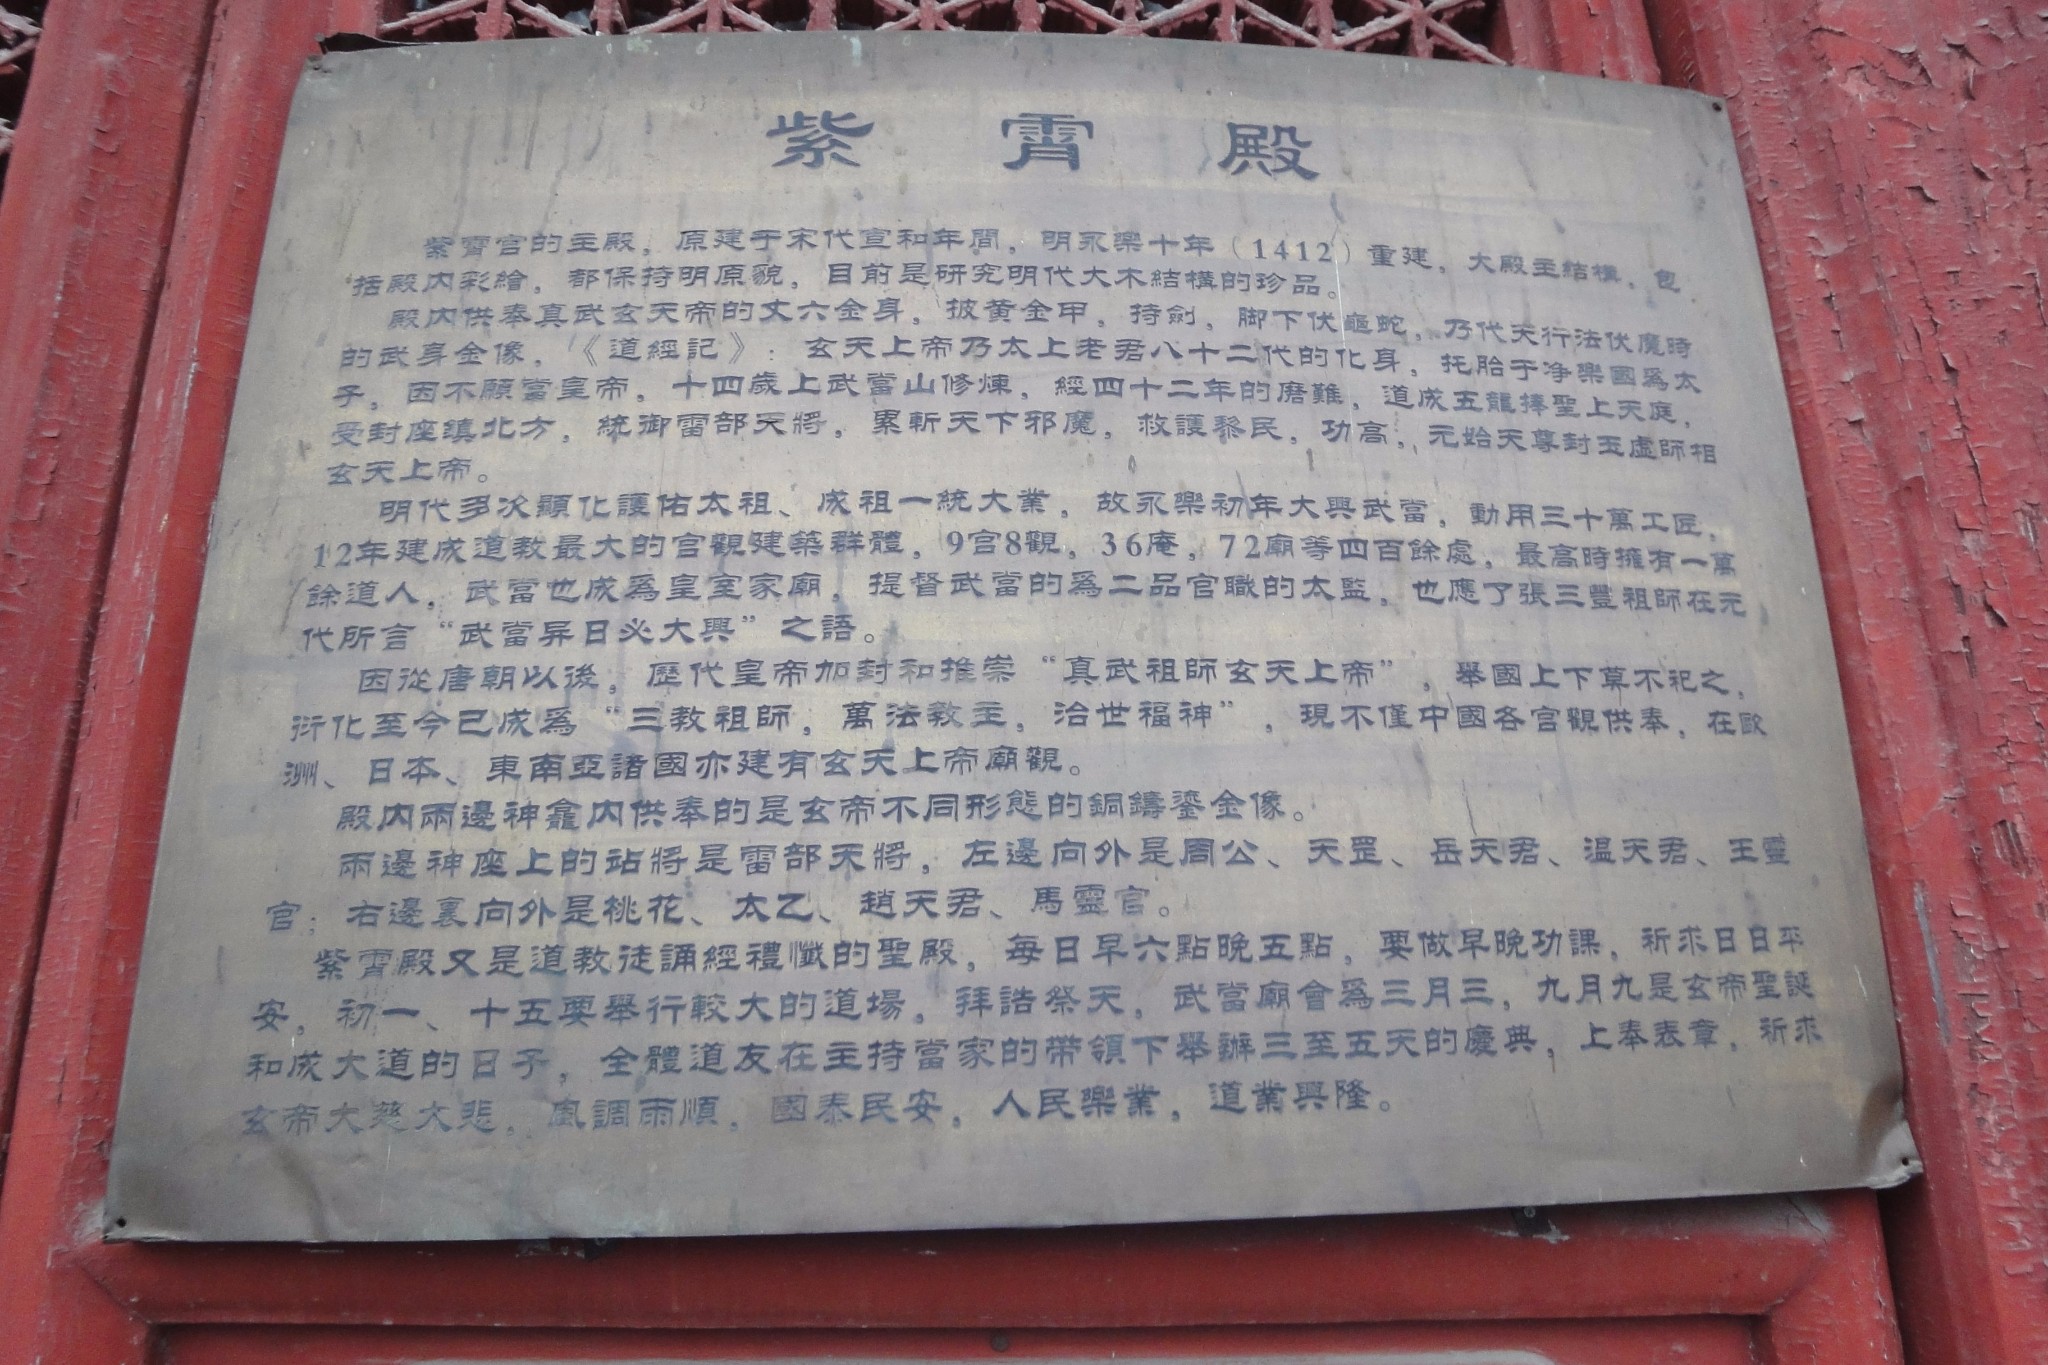 紫霄殿
紫霄宫的主殿，原建于宋代宣和年間，明永樂十年（1412）重建，大殿主結構，包
括殿内彩繪，都保持明原貌，目前是研究明代大木結構的珍品。
殿内供奉真武玄天帝的丈六金身，披黄金甲，持劍，脚下伏龜蛇，乃代天行法伏魔時
的武身金像，《道經記》：玄天上帝乃太上老君八十二代的化身，托胎于净樂國爲太
子，因不願當皇帝，十四歲上武當山修煉，經四十二年的磨難，道成五龍捧聖上天庭，
受封座鎮北方，統御雷部天將，累斬天下邪魔，救護黎民，功高，元始天尊封玉虚師相
玄天上帝。
明代多次顯化護佑太祖、成祖一統大業，故永樂初年大興武當，動用三十萬工匠，
12年建成道教最大的宫觀建築群體，9宫8觀，36庵，72廟等四百餘處，最高時擁有一萬
餘道人，武當也成爲皇室家廟，提督武當的爲二品官職的太監，也應了張三豐祖師在元
代所言“武當异日必大興”之語。
因從唐朝以後，歷代皇帝加封和推崇“真武祖師玄天上帝”，舉國上下莫不祀之，
衍化至今已成爲“三教祖師，萬法教主，治世福神”，現不僅中國各宫觀供奉，在歐
洲、日本、東南亞諸國亦建有玄天上帝廟觀。
殿内兩邊神龕内供奉的是玄帝不同形態的銅鑄鎏金像。
兩邊神座上的站將是雷部天將，左邊向外是周公、天罡、岳天君、温天君、王靈
官；右邊裏向外是桃花、太乙、趙天君、馬靈官。
紫霄殿又是道教徒誦經禮懺的聖殿，每日早六點晚五點，要做早晚功課，祈求日日平
安，初一、十五要舉行較大的道場，拜誥祭天，武當廟會爲三月三，九月九是玄帝聖誕
和成大道的日子，全體道友在主持當家的帶領下舉辦三至五天的慶典，上奉表章，祈求
玄帝大慈大悲，風調雨順，國泰民安，人民樂業，道業興隆。